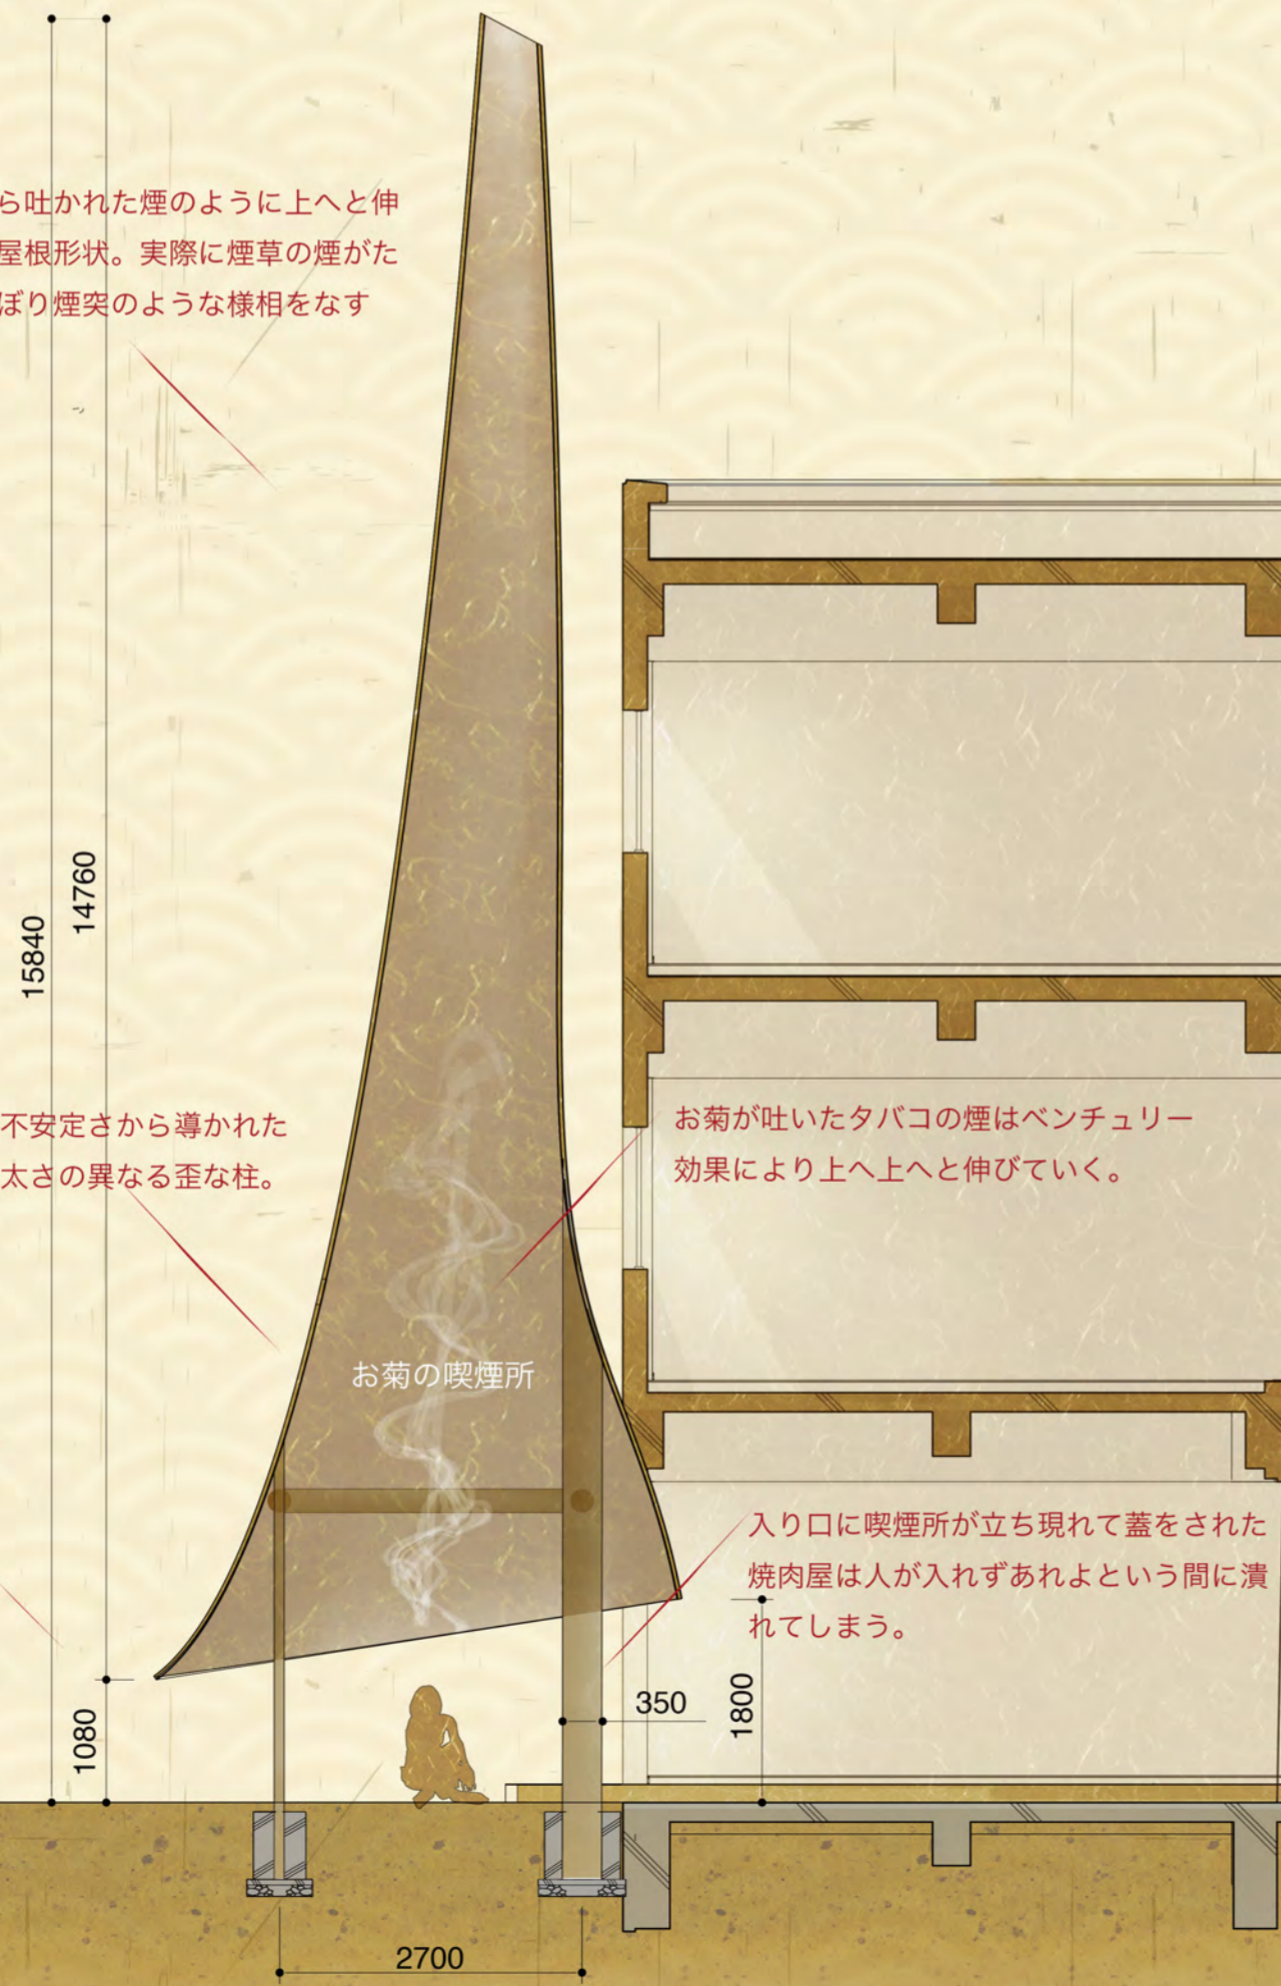 ら吐かれた煙のように上へと伸
屋根形状。実際に煙草の煙がた
ぼり煙突のような様相をなす
15840
14760
不安定さから導かれた
太さの異なる歪な柱。
お菊が吐いたタバコの煙はベンチュリー
効果により上へ上へと伸びていく。
お菊の喫煙所
入り口に喫煙所が立ち現れて蓋をされた
焼肉屋は人が入れずあれよという間に潰
れてしまう。
350
1800
1080
2700